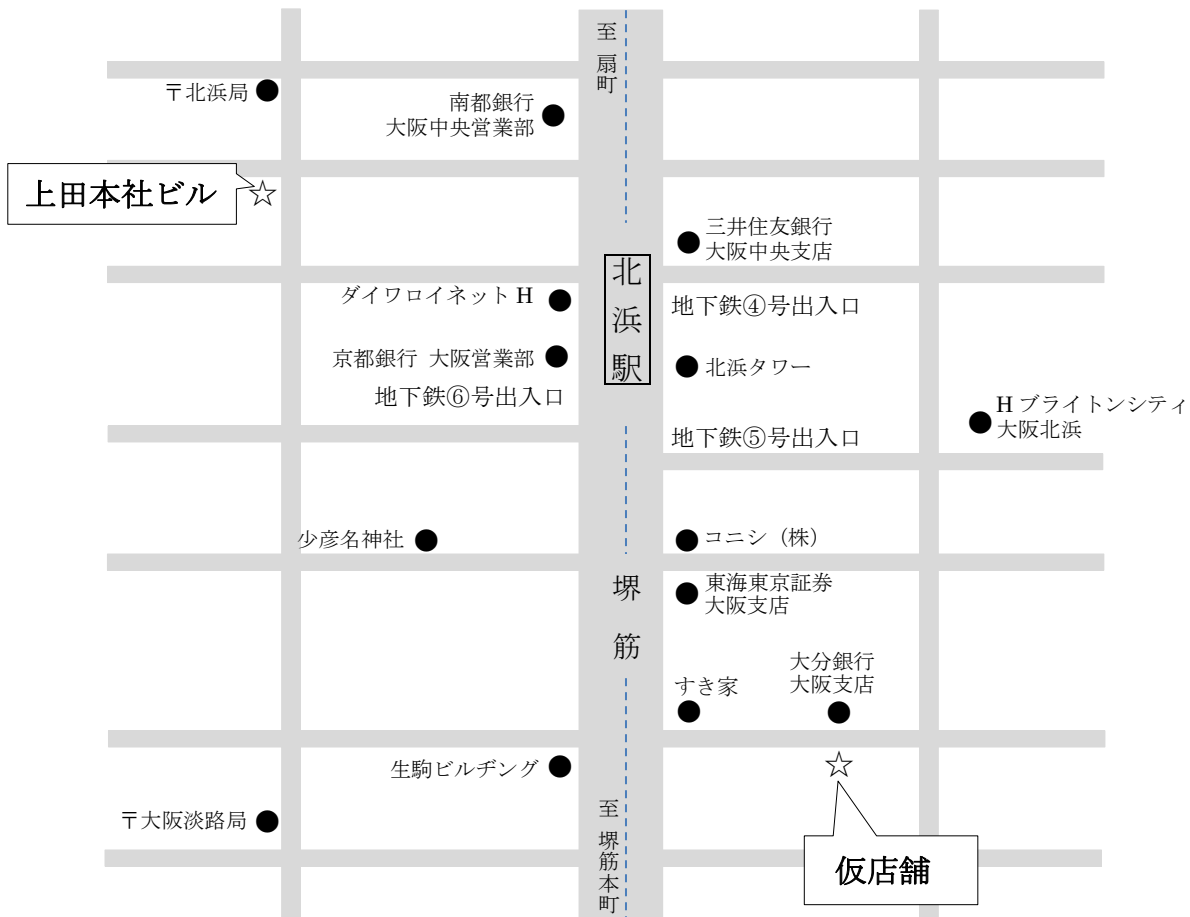 至 扇町
〒北浜局
南都銀行
大阪中央営業部
上田本社ビル
三井住友銀行
大阪中央支店
北浜駅
ダイワロイネット H
地下鉄④号出入口
京都銀行 大阪営業部
北浜タワー
地下鉄⑥号出入口
H ブライトンシティ
大阪北浜
地下鉄⑤号出入口
少彦名神社
コニシ（株）
堺筋
東海東京証券
大阪支店
すき家
大分銀行
大阪支店
生駒ビルヂング
〒大阪淡路局
至 堺筋本町
仮店舗